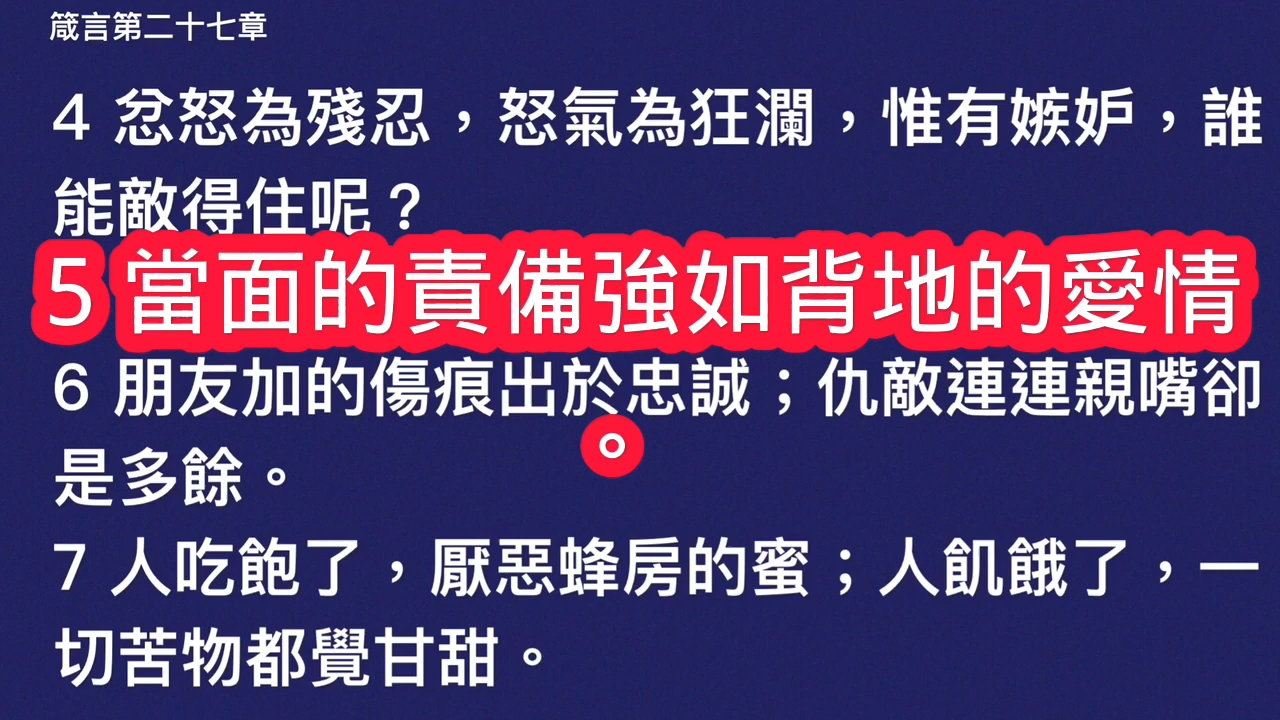 箴言第二十七章
4 忿怒為殘忍，怒氣為狂瀾，惟有嫉妒，誰
能敵得住呢？
5 當面的責備強如背地的愛情
。
6 朋友加的傷痕出於忠誠；仇敵連連親嘴卻
是多餘。
7 人吃飽了，厭惡蜂房的蜜；人飢餓了，一
切苦物都覺甘甜。